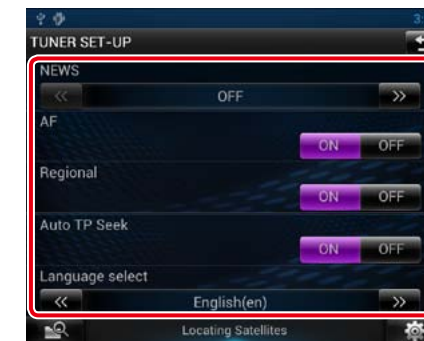 3:
TUNER SET-UP
NEWS
<< OFF >>
AF
ON OFF
Regional
ON OFF
Auto TP Seek
ON OFF
Language select
<< English(en) >>
Locating Satellites